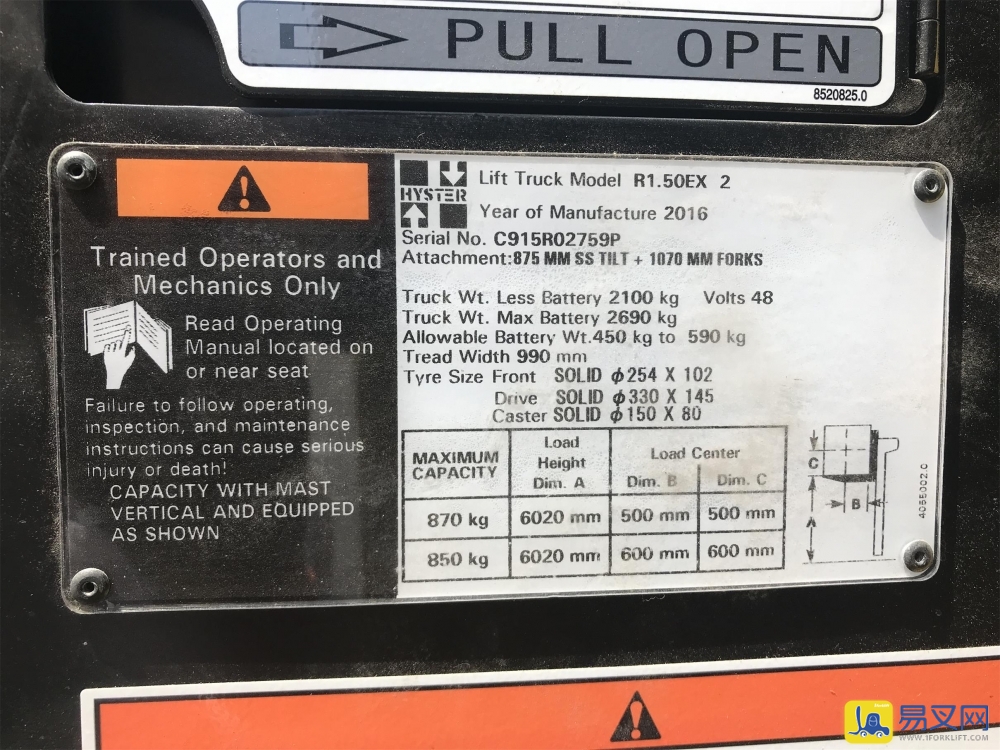 PULL OPEN
8520825.0
HYSTER
Lift Truck Model R1.50EX 2
Year of Manufacture 2016
Serial No. C915R02759P
Attachment:875 MM SS TILT + 1070 MM FORKS
Truck Wt. Less Battery 2100 kg Volts 48
Truck Wt. Max Battery 2690 kg
Allowable Battery Wt.450 kg to 590 kg
Tread Width 990 mm
Tyre Size Front SOLID ϕ254 X 102
Drive SOLID ϕ330 X 145
Caster SOLID ϕ150 X 80
Trained Operators and
Mechanics Only
Read Operating
Manual located on
or near seat
Failure to follow operating,
inspection, and maintenance
instructions can cause serious
injury or death!
CAPACITY WITH MAST
VERTICAL AND EQUIPPED
AS SHOWN
MAXIMUM CAPACITY Load Height Dim. A Load Center Dim. B Dim. C
870 kg 6020 mm 500 mm 500 mm
850 kg 6020 mm 600 mm 600 mm
C
B
A
4055002.0
易叉网
WWW.1FORKLIFT.COM